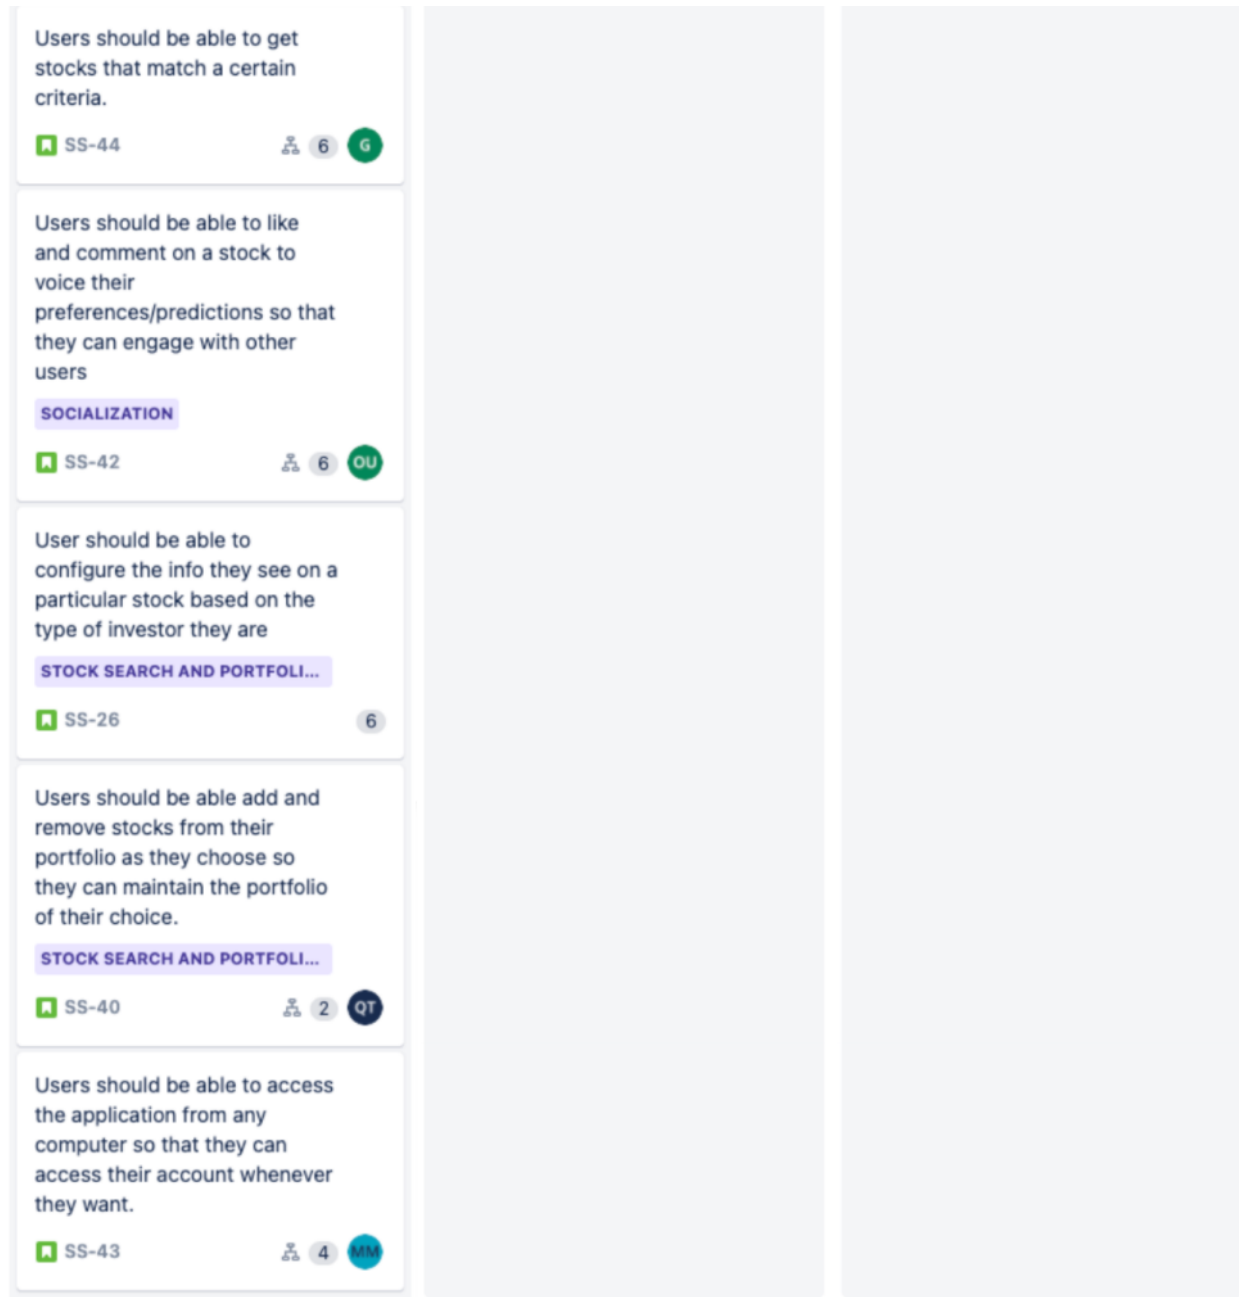 Users should be able to get
stocks that match a certain
criteria.
SS-44
6
G
Users should be able to like
and comment on a stock to
voice their
preferences/predictions so that
they can engage with other
users
SOCIALIZATION
SS-42
6
OU
User should be able to
configure the info they see on a
particular stock based on the
type of investor they are
STOCK SEARCH AND PORTFOLI...
SS-26
6
Users should be able add and
remove stocks from their
portfolio as they choose so
they can maintain the portfolio
of their choice.
STOCK SEARCH AND PORTFOLI...
SS-40
2
QT
Users should be able to access
the application from any
computer so that they can
access their account whenever
they want.
SS-43
4
MM